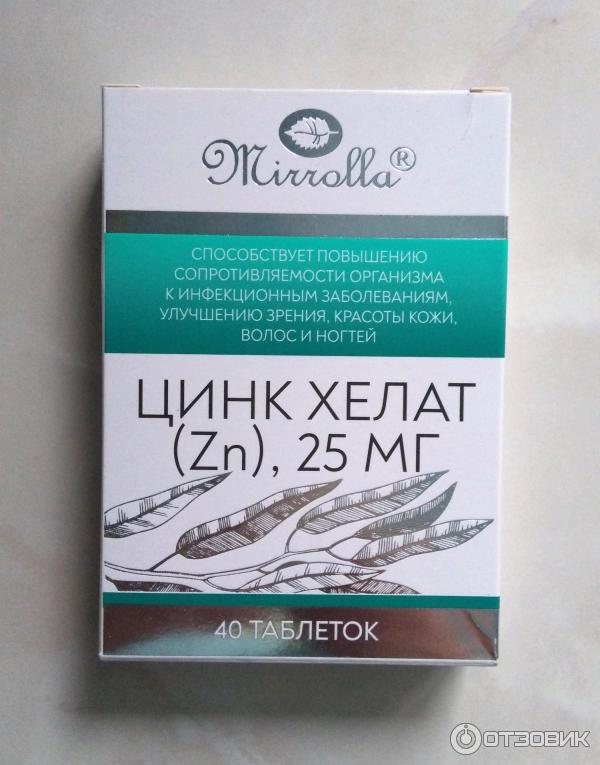 Mirrolla®
СПОСОБСТВУЕТ ПОВЫШЕНИЮ
СОПРОТИВЛЯЕМОСТИ ОРГАНИЗМА
К ИНФЕКЦИОННЫМ ЗАБОЛЕВАНИЯМ,
УЛУЧШЕНИЮ ЗРЕНИЯ, КРАСОТЫ КОЖИ,
ВОЛОС И НОГТЕЙ
ЦИНК ХЕЛАТ
(Zn), 25 МГ
40 ТАБЛЕТОК
ОТЗОВИК